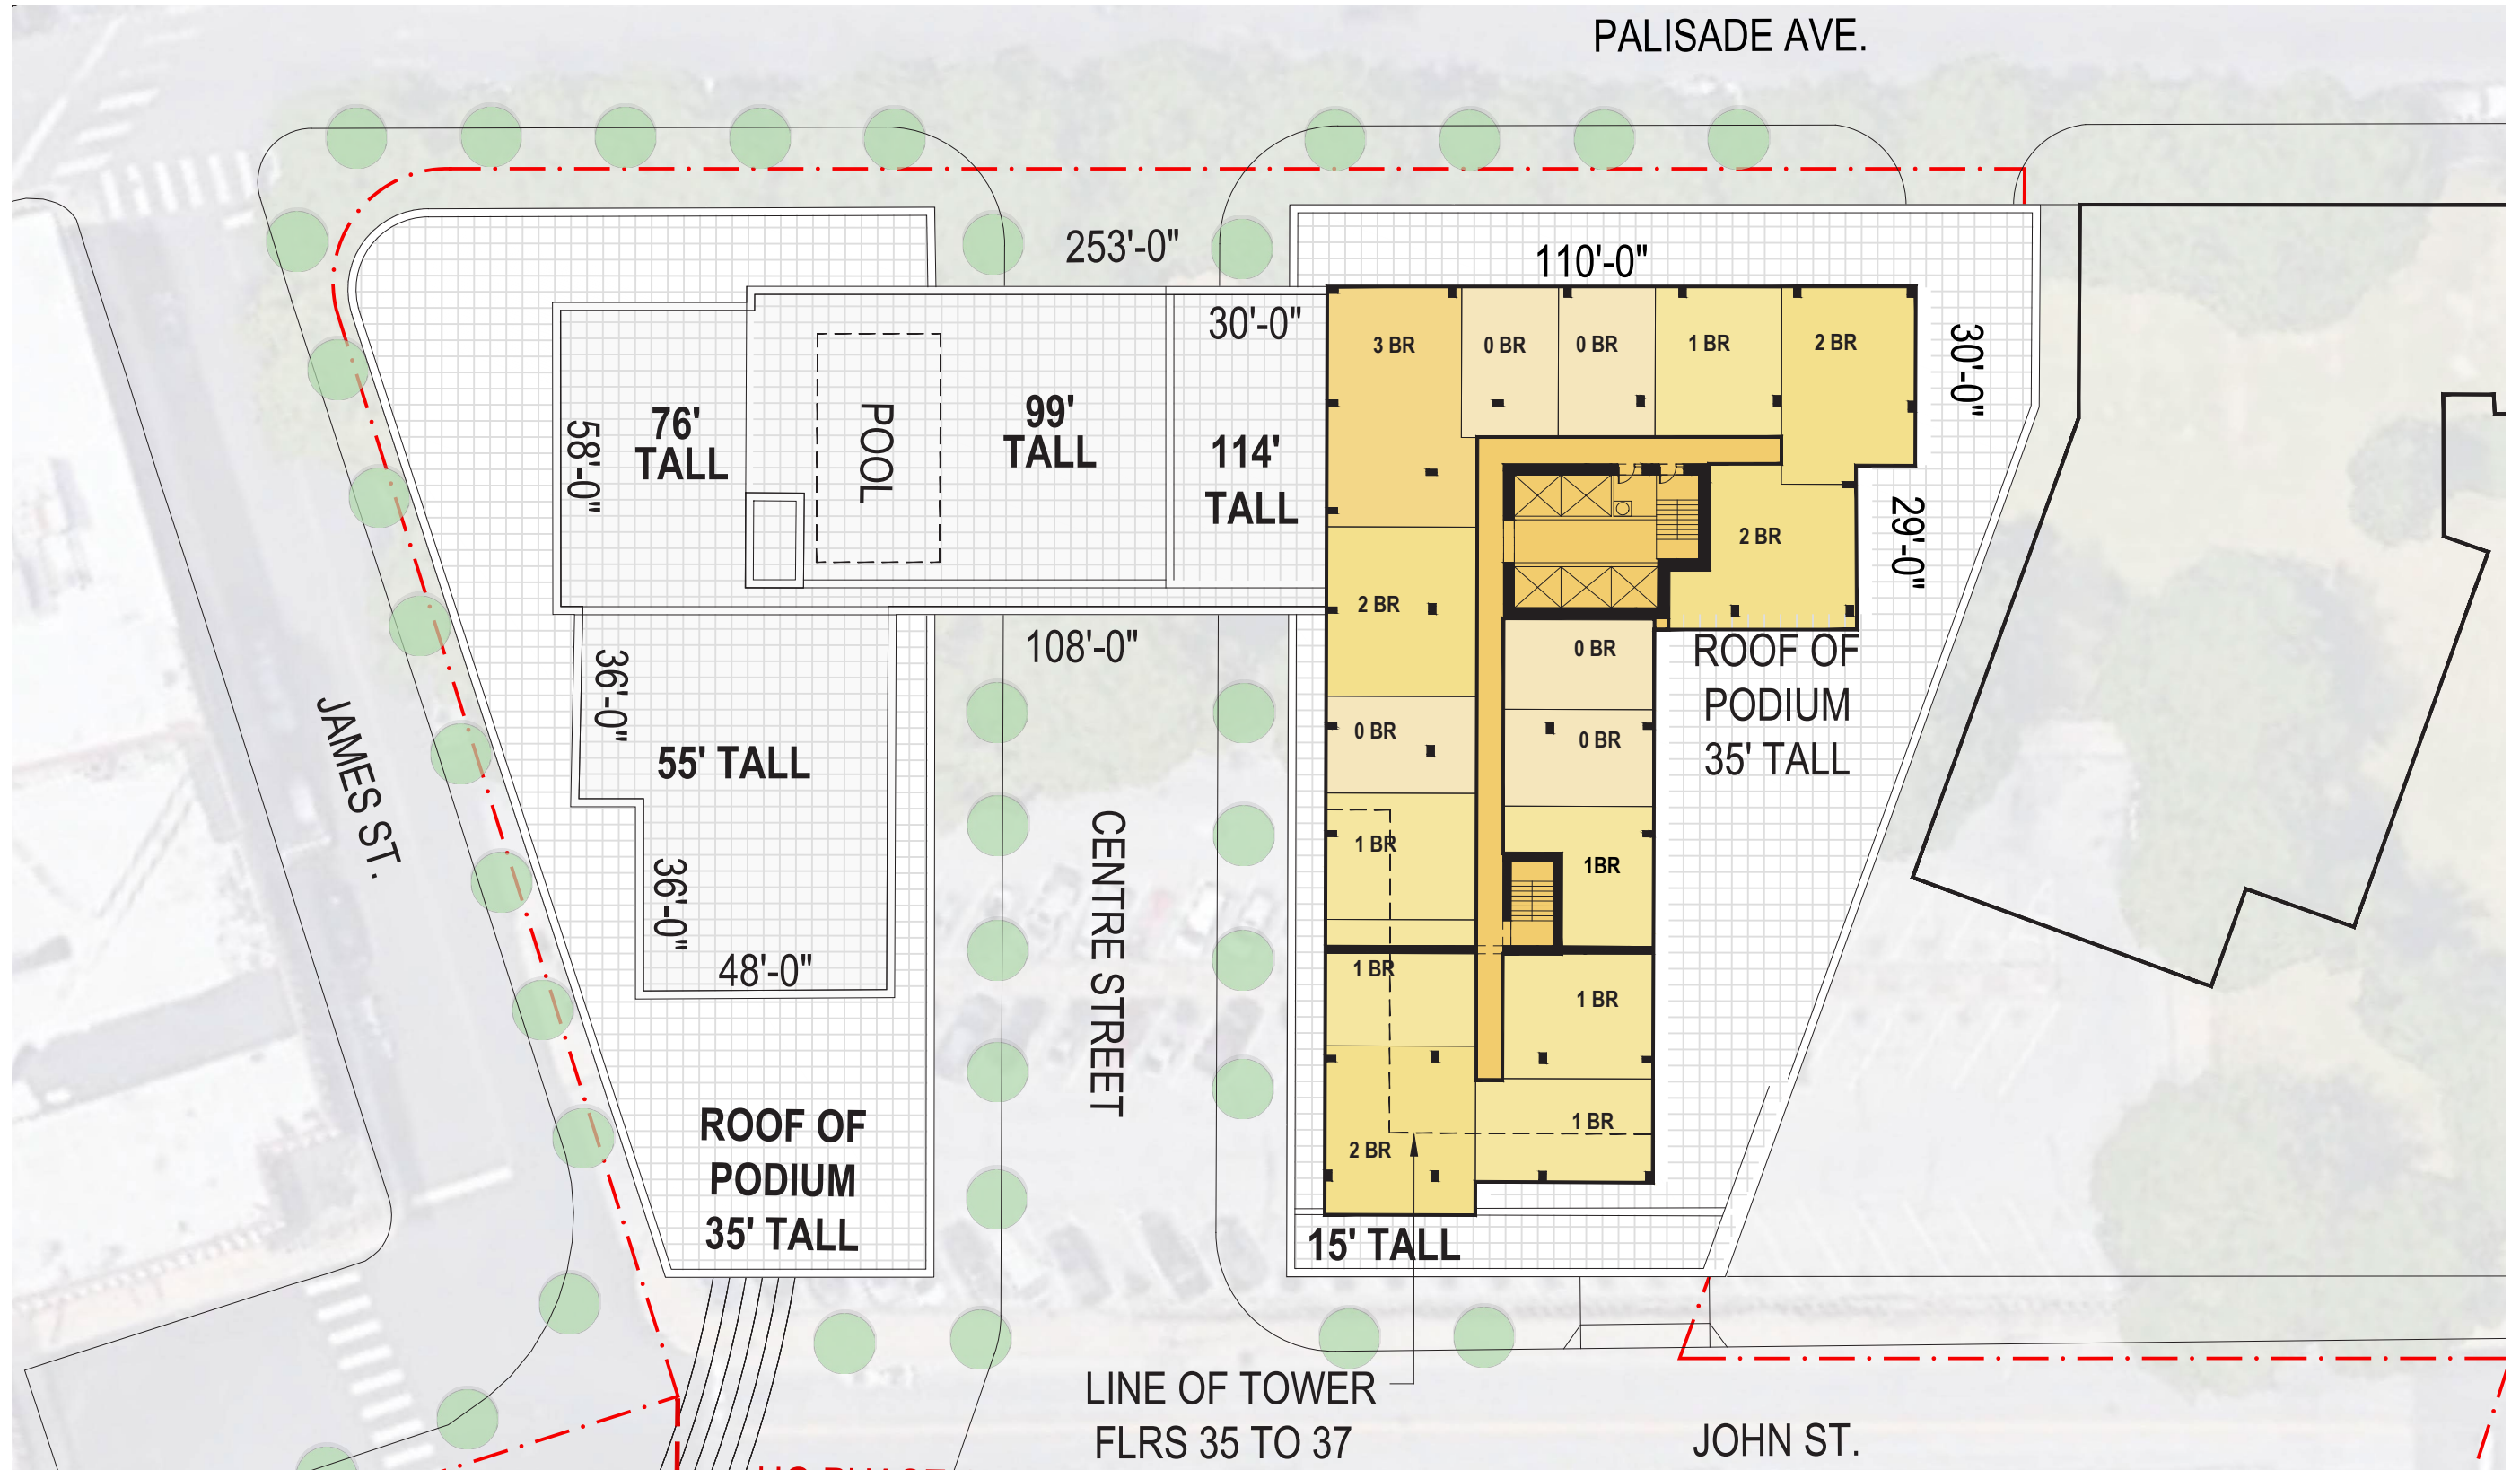 PALISADE AVE.
253'-0"
110'-0"
30'-0"
30'-0"
3 BR
0 BR
0 BR
1 BR
2 BR
76'
TALL
58'-0"
POOL
99'
TALL
114'
TALL
29'-0"
2 BR
2 BR
108'-0"
36'-0"
0 BR
ROOF OF
PODIUM
35' TALL
JAMES ST.
55' TALL
0 BR
0 BR
CENTRE STREET
1 BR
1BR
36'-0"
48'-0"
1 BR
1 BR
ROOF OF
PODIUM
35' TALL
1 BR
2 BR
15' TALL
LINE OF TOWER
FLRS 35 TO 37
JOHN ST.